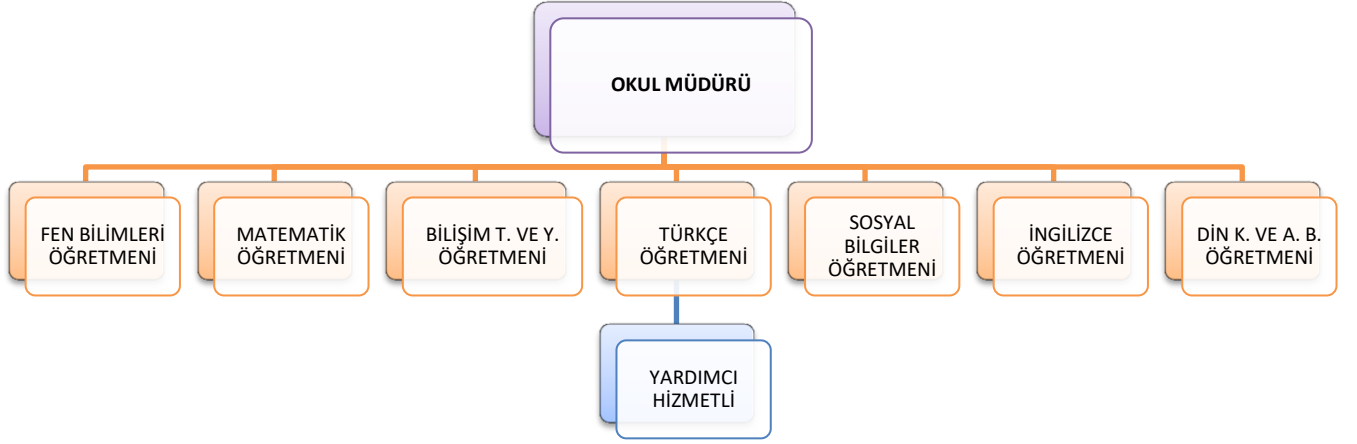 OKUL MÜDÜRÜ
FEN BİLİMLERİ
ÖĞRETMENİ
MATEMATİK
ÖĞRETMENİ
BİLİŞİM T. VE Y.
ÖĞRETMENİ
TÜRKÇE
ÖĞRETMENİ
SOSYAL
BİLGİLER
ÖĞRETMENİ
İNGİLİZCE
ÖĞRETMENİ
DİN K. VE A. B.
ÖĞRETMENİ
YARDIMCI
HİZMETLİ